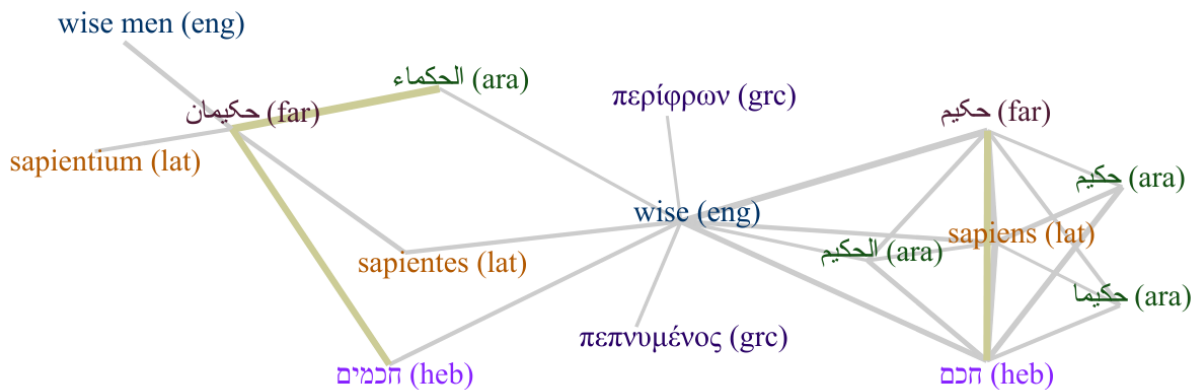 wise men (eng)
الحكماء (ara)
περίφρων (grc)
حكيمان (far)
حكيم (far)
sapientium (lat)
حكيم (ara)
wise (eng)
sapiens (lat)
الحكيم (ara)
sapientes (lat)
حكيما (ara)
πεπνυμένος (grc)
חכמים (heb)
חכם (heb)